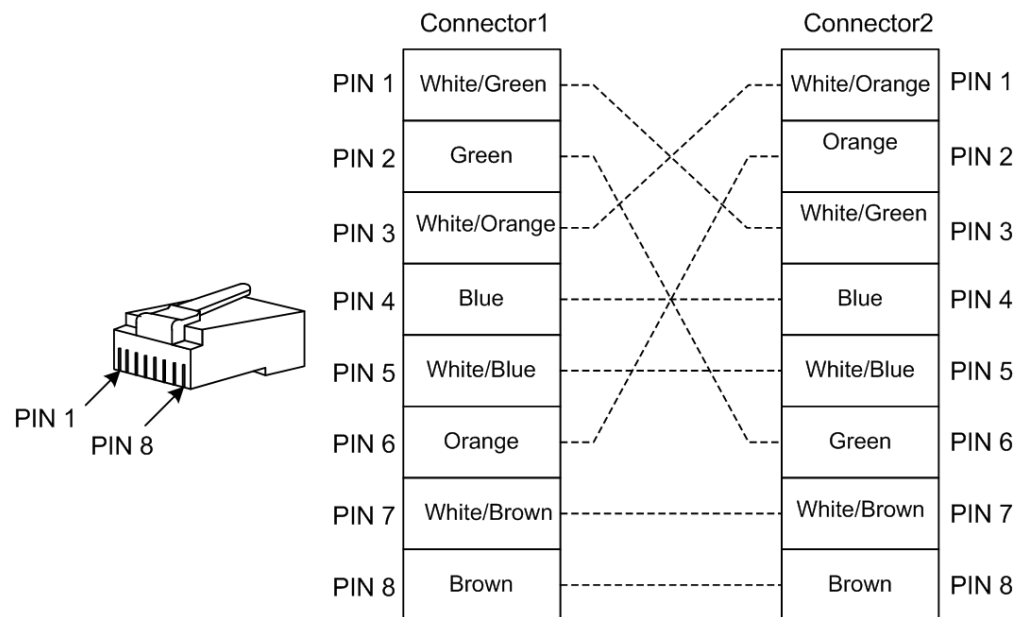 Connector1 Connector2
PIN 1 White/Green White/Orange PIN 1
PIN 2 Green Orange PIN 2
PIN 3 White/Orange White/Green PIN 3
PIN 4 Blue Blue PIN 4
PIN 5 White/Blue White/Blue PIN 5
PIN 6 Orange Green PIN 6
PIN 7 White/Brown White/Brown PIN 7
PIN 8 Brown Brown PIN 8
PIN 1
PIN 8